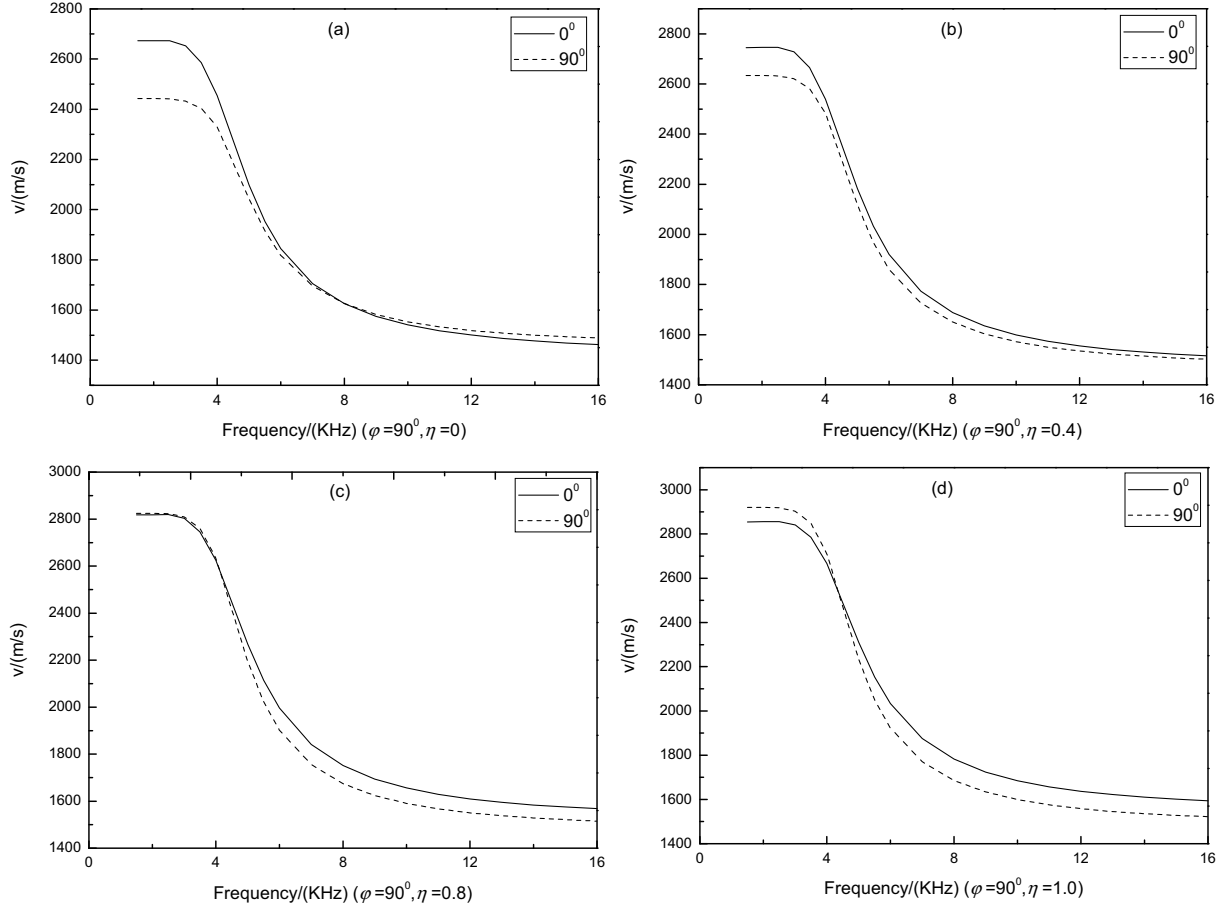 (a)
0⁰
90⁰
2800
2600
2400
2200
2000
1800
1600
1400
v/(m/s)
0 4 8 12 16
Frequency/(KHz) (φ=90⁰, η=0)
(b)
0⁰
90⁰
2800
2600
2400
2200
2000
1800
1600
1400
v/(m/s)
0 4 8 12 16
Frequency/(KHz) (φ=90⁰, η=0.4)
(c)
0⁰
90⁰
3000
2800
2600
2400
2200
2000
1800
1600
1400
v/(m/s)
0 4 8 12 16
Frequency/(KHz) (φ=90⁰, η=0.8)
(d)
0⁰
90⁰
3000
2800
2600
2400
2200
2000
1800
1600
1400
v/(m/s)
0 4 8 12 16
Frequency/(KHz) (φ=90⁰, η=1.0)